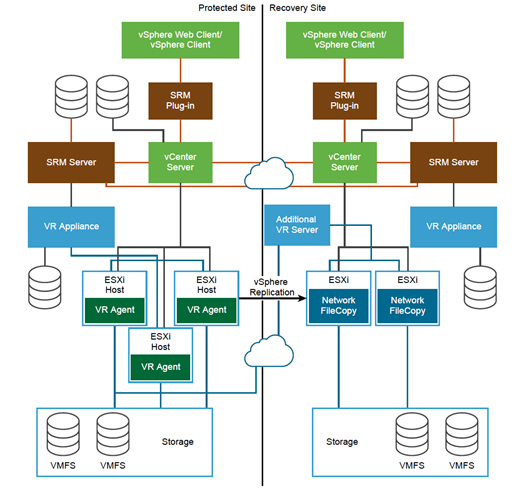 Protected Site
Recovery Site
vSphere Web Client/
vSphere Client
vSphere Web Client/
vSphere Client
SRM
Plug-in
SRM
Plug-in
SRM Server
vCenter
Server
vCenter
Server
SRM Server
VR Appliance
Additional
VR Server
VR Appliance
ESXi
Host
VR Agent
ESXi
Host
VR Agent
vSphere
Replication
ESXi
Network
FileCopy
ESXi
Network
FileCopy
ESXi
Host
VR Agent
Storage
VMFS
VMFS
Storage
VMFS
VMFS